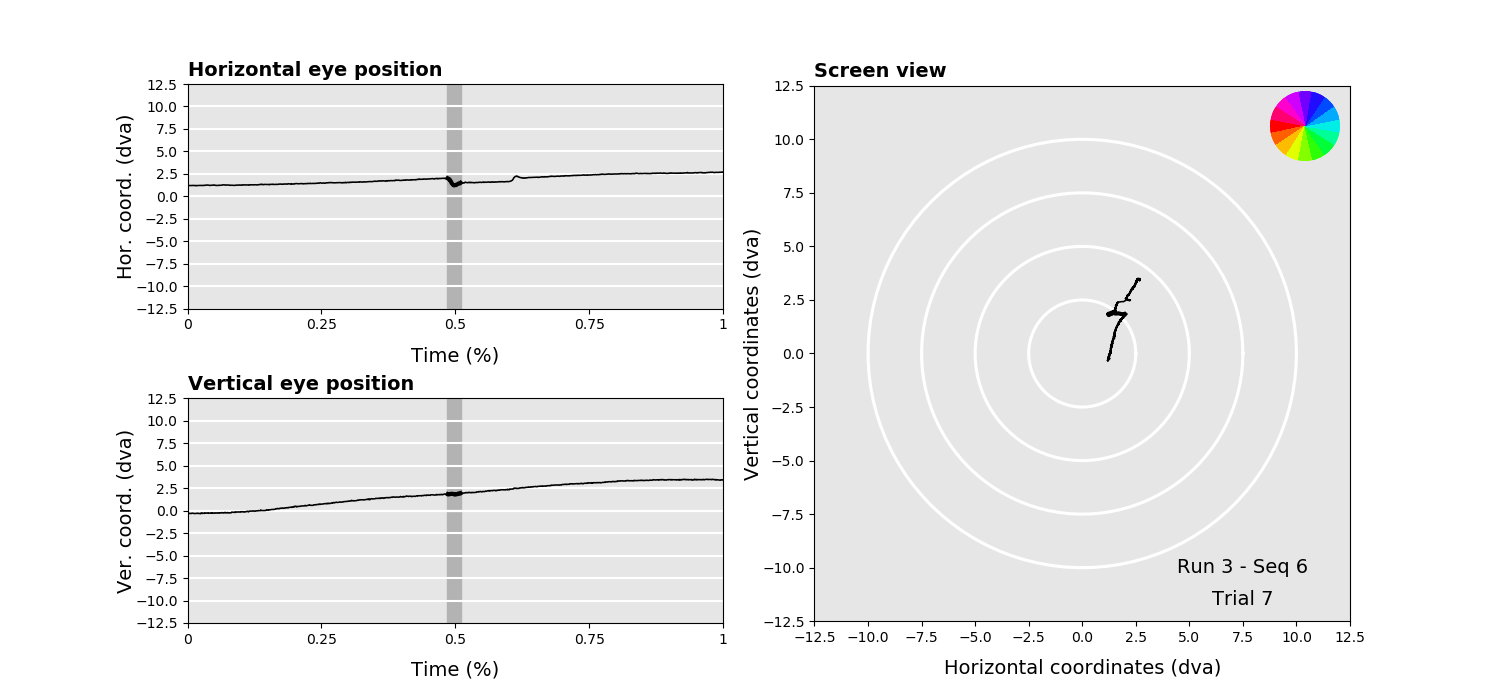 Horizontal eye position
Hor. coord. (dva)
12.5
10.0
7.5
5.0
2.5
0.0
−2.5
−5.0
−7.5
−10.0
−12.5
0 0.25 0.5 0.75 1
Time (%)
Vertical eye position
Ver. coord. (dva)
12.5
10.0
7.5
5.0
2.5
0.0
−2.5
−5.0
−7.5
−10.0
−12.5
0 0.25 0.5 0.75 1
Time (%)
Screen view
Vertical coordinates (dva)
12.5
10.0
7.5
5.0
2.5
0.0
−2.5
−5.0
−7.5
−10.0
−12.5
Run 3 - Seq 6
Trial 7
−12.5 −10.0 −7.5 −5.0 −2.5 0.0 2.5 5.0 7.5 10.0 12.5
Horizontal coordinates (dva)